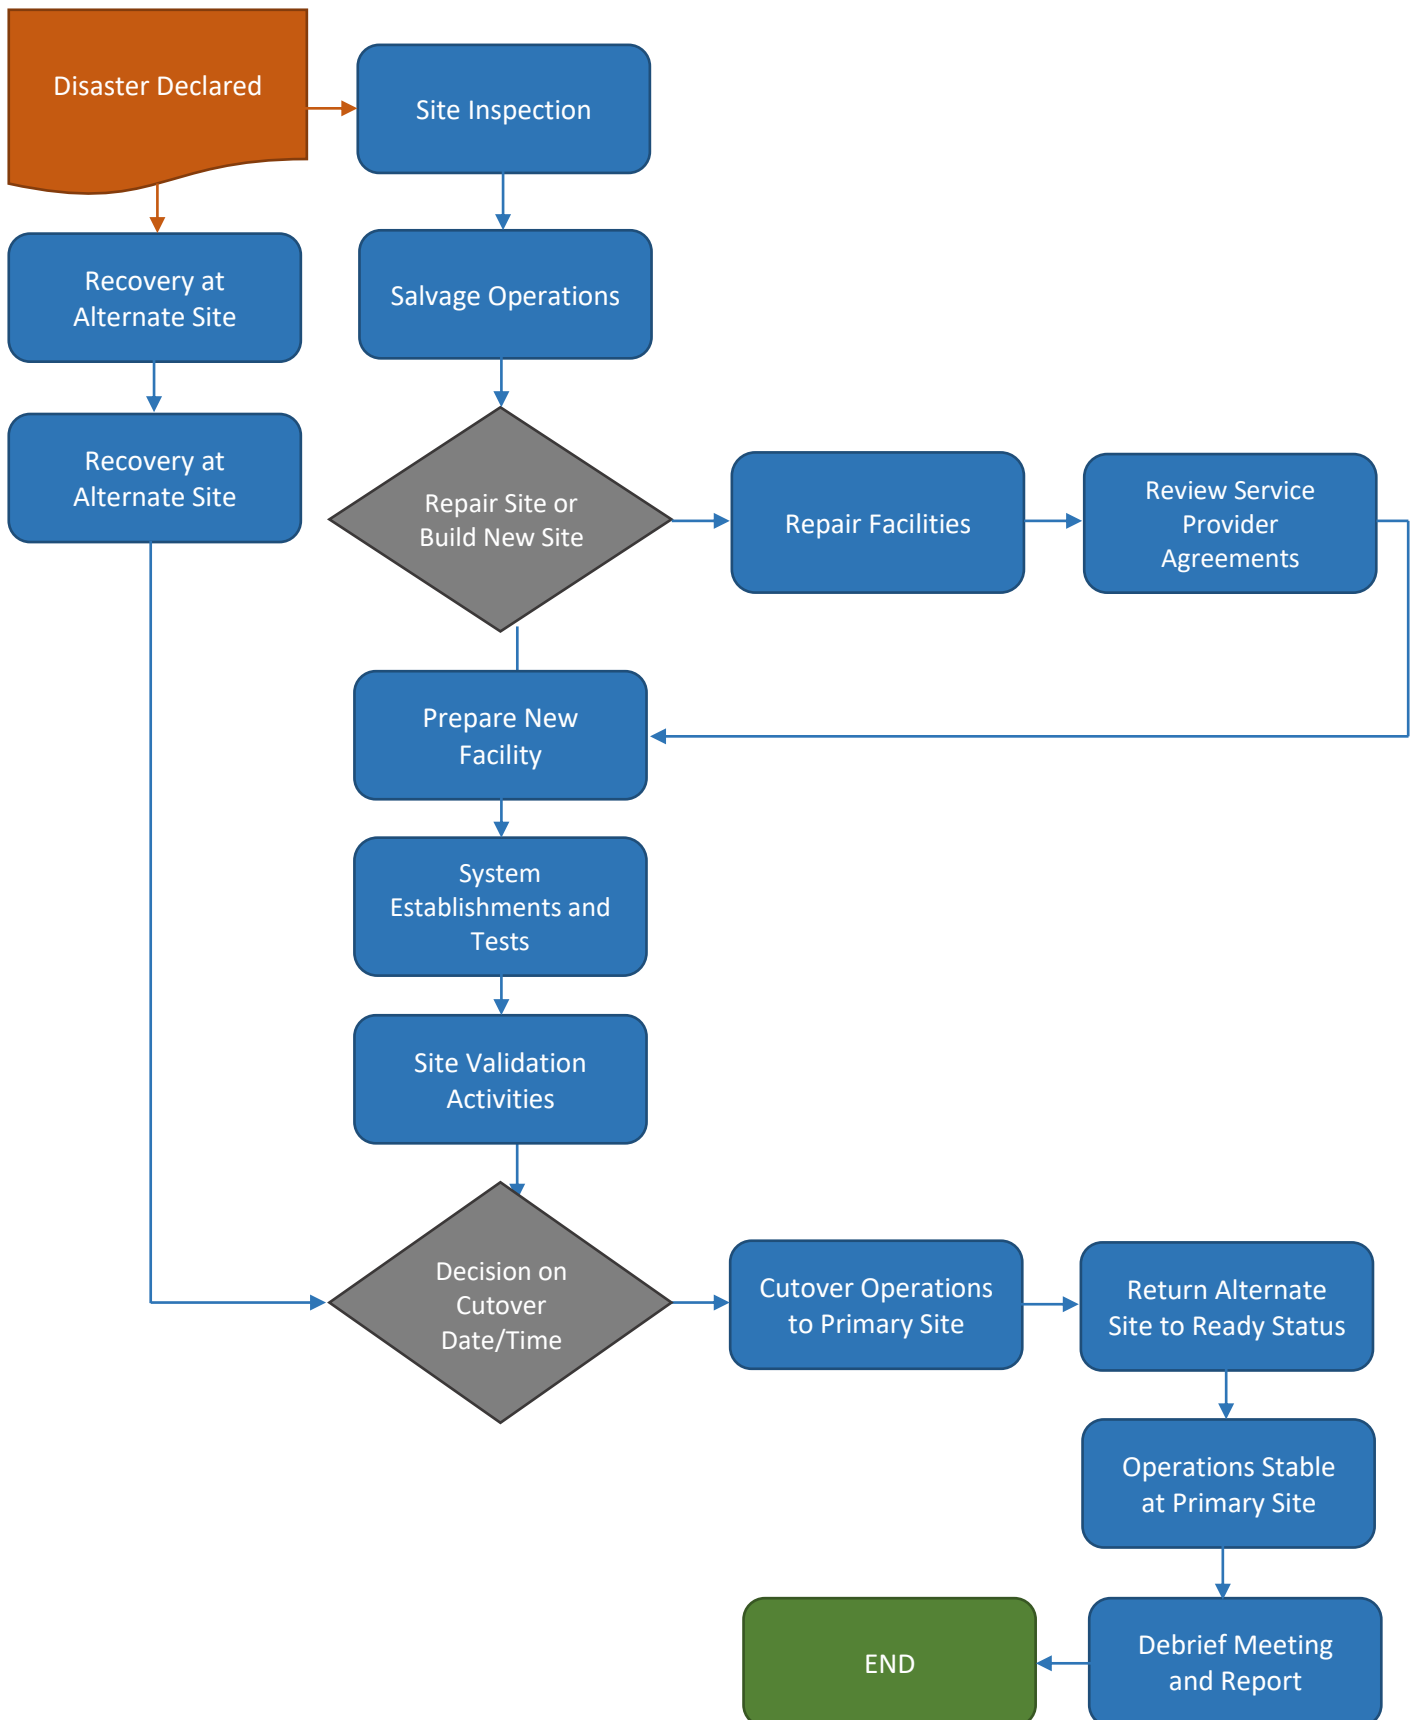 Disaster Declared
Site Inspection
Recovery at
Alternate Site
Salvage Operations
Recovery at
Alternate Site
Repair Site or
Build New Site
Repair Facilities
Review Service
Provider
Agreements
Prepare New
Facility
System
Establishments and
Tests
Site Validation
Activities
Decision on
Cutover
Date/Time
Cutover Operations
to Primary Site
Return Alternate
Site to Ready Status
Operations Stable
at Primary Site
Debrief Meeting
and Report
END